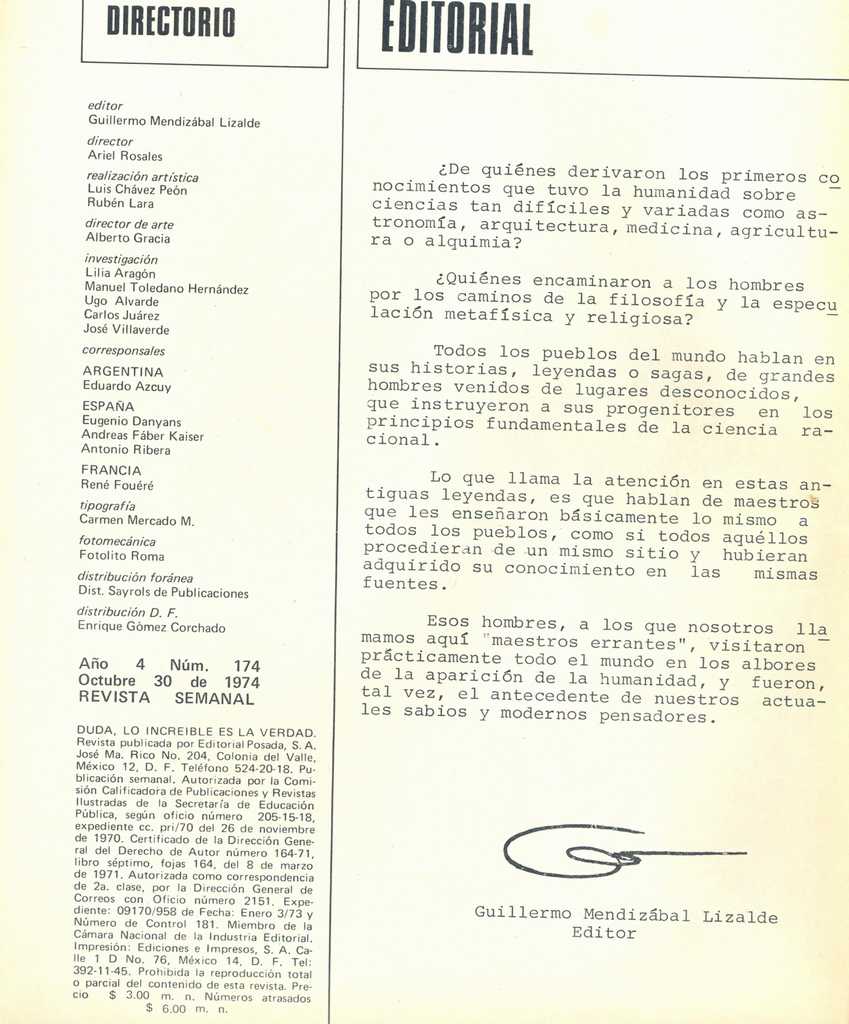 DIRECTORIO
editor
Guillermo Mendizábal Lizalde
director
Ariel Rosales
realización artística
Luis Chávez Peón
Rubén Lara
director de arte
Alberto Gracia
investigación
Lilia Aragón
Manuel Toledano Hernández
Ugo Alvarde
Carlos Juárez
José Villaverde
corresponsales
ARGENTINA
Eduardo Azcuy
ESPAÑA
Eugenio Danyans
Andreas Fáber Kaiser
Antonio Ribera
FRANCIA
René Fouéré
tipografía
Carmen Mercado M.
fotomecánica
Fotolito Roma
distribución foránea
Dist. Sayrols de Publicaciones
distribución D. F.
Enrique Gómez Corchado
Año 4 Núm. 174
Octubre 30 de 1974
REVISTA SEMANAL
DUDA, LO INCREIBLE ES LA VERDAD.
Revista publicada por Editorial Posada, S. A.
José Ma. Rico No. 204, Colonia del Valle,
México 12, D. F. Teléfono 524-20-18. Pu-
blicación semanal. Autorizada por la Comi-
sión Calificadora de Publicaciones y Revistas
Ilustradas de la Secretaría de Educación
Pública, según oficio número 205-15-18,
expediente cc. pri/70 del 26 de noviembre
de 1970. Certificado de la Dirección Gene-
ral del Derecho de Autor número 164-71,
libro séptimo, fojas 164, del 8 de marzo
de 1971. Autorizada como correspondencia
de 2a. clase, por la Dirección General de
Correos con Oficio número 2151. Expe-
diente: 09170/958 de Fecha: Enero 3/73 y
Número de Control 181. Miembro de la
Cámara Nacional de la Industria Editorial.
Impresión: Ediciones e Impresos, S. A. Ca-
lle 1 D No. 76, México 14, D. F. Tel:
392-11-45. Prohibida la reproducción total
o parcial del contenido de esta revista. Pre-
cio $ 3.00 m. n. Números atrasados
$ 6.00 m. n.
EDITORIAL
¿De quiénes derivaron los primeros co
nocimientos que tuvo la humanidad sobre
ciencias tan difíciles y variadas como as-
tronomía, arquitectura, medicina, agricultu-
ra o alquimia?
¿Quiénes encaminaron a los hombres
por los caminos de la filosofía y la especu
lación metafísica y religiosa?
Todos los pueblos del mundo hablan en
sus historias, leyendas o sagas, de grandes
hombres venidos de lugares desconocidos,
que instruyeron a sus progenitores en los
principios fundamentales de la ciencia ra-
cional.
Lo que llama la atención en estas an-
tiguas leyendas, es que hablan de maestros
que les enseñaron básicamente lo mismo a
todos los pueblos, como si todos aquéllos
procedieran de un mismo sitio y hubieran
adquirido su conocimiento en las mismas
fuentes.
Esos hombres, a los que nosotros lla
mamos aquí "maestros errantes", visitaron
prácticamente todo el mundo en los albores
de la aparición de la humanidad, y fueron,
tal vez, el antecedente de nuestros actua-
les sabios y modernos pensadores.
Guillermo Mendizábal Lizalde
Editor